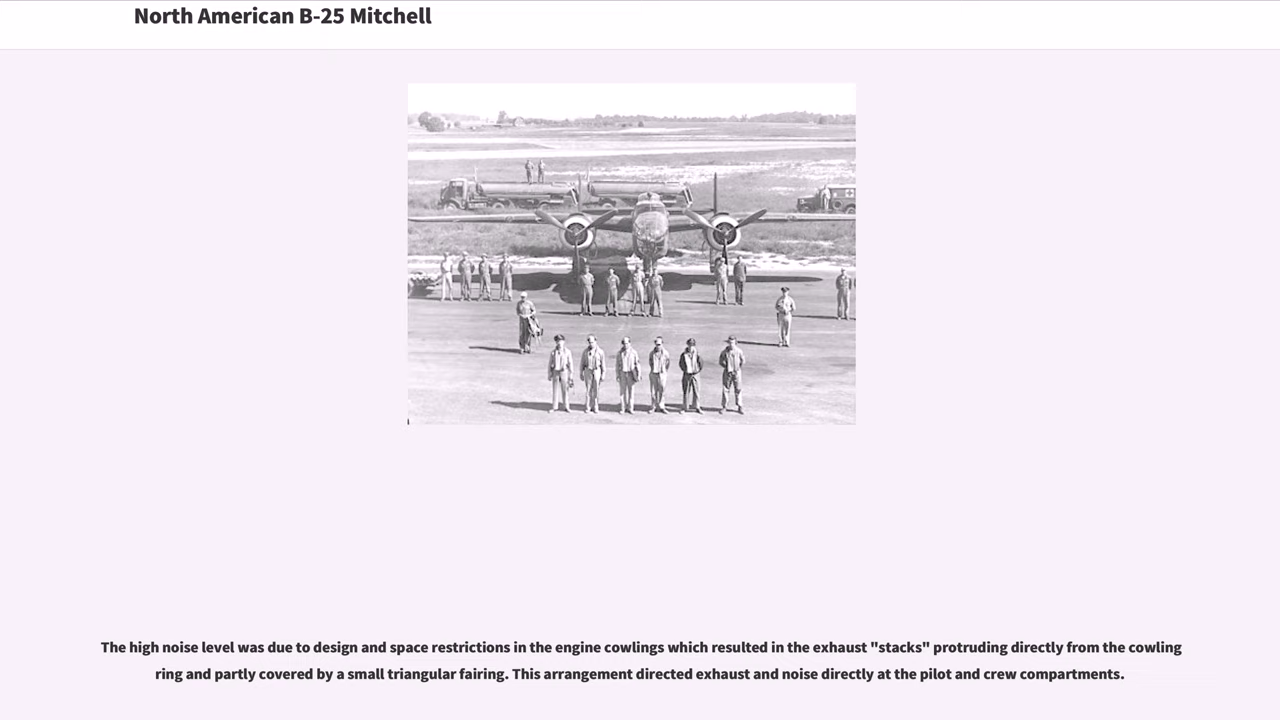 North American B-25 Mitchell
The high noise level was due to design and space restrictions in the engine cowlings which resulted in the exhaust "stacks" protruding directly from the cowling
ring and partly covered by a small triangular fairing. This arrangement directed exhaust and noise directly at the pilot and crew compartments.